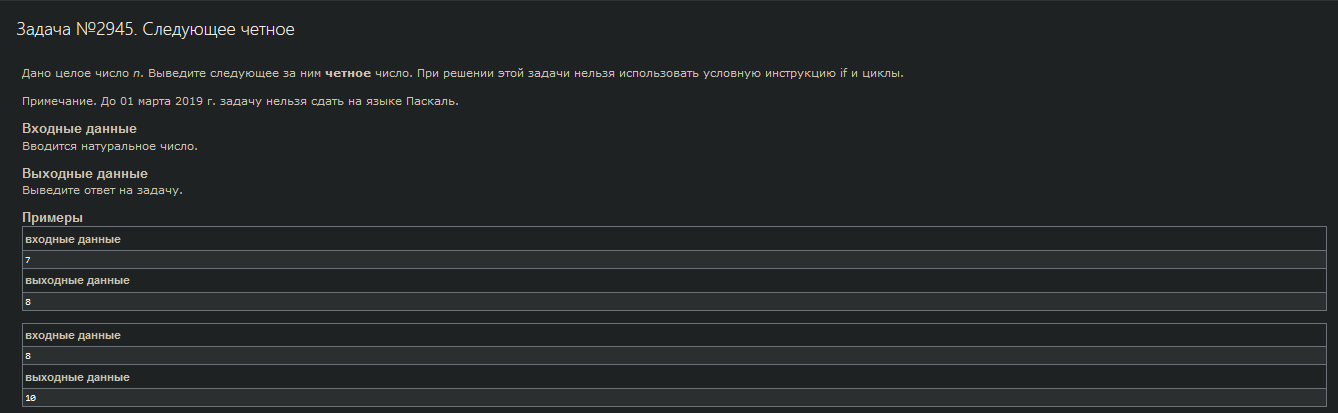 Задача №2945. Следующее четное
Дано целое число n. Выведите следующее за ним четное число. При решении этой задачи нельзя использовать условную инструкцию if и циклы.
Примечание. До 01 марта 2019 г. задачу нельзя сдать на языке Паскаль.
Входные данные
Вводится натуральное число.
Выходные данные
Выведите ответ на задачу.
Примеры
входные данные
7
выходные данные
8
входные данные
8
выходные данные
10